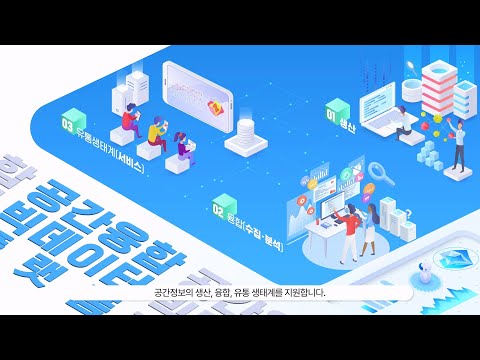 01 생산
03 유통생태계(서비스)
02 융합(수집·분석)
공간융합
빅데이터
플랫
공간정보의 생산, 융합, 유통 생태계를 지원합니다.